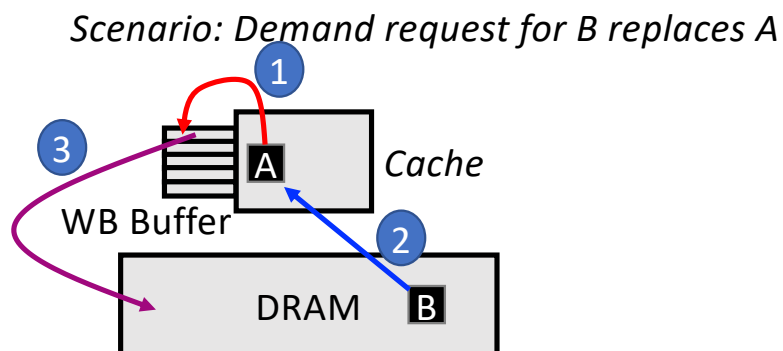 Scenario: Demand request for B replaces A
1
3
A
Cache
WB Buffer
2
DRAM
B